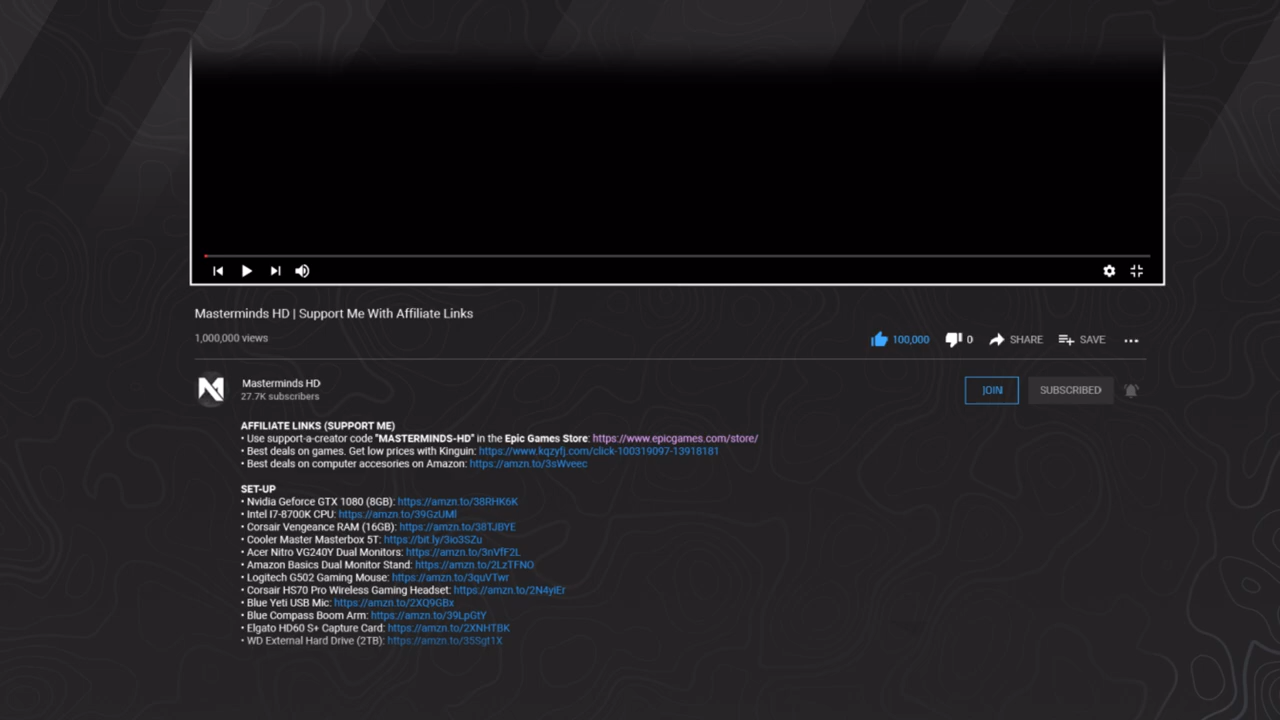 Masterminds HD | Support Me With Affiliate Links
1,000,000 views
100,000
0
SHARE
SAVE
Masterminds HD
27.7K subscribers
JOIN
SUBSCRIBED
AFFILIATE LINKS (SUPPORT ME)
• Use support-a-creator code "MASTERMINDS-HD" in the Epic Games Store: https://www.epicgames.com/store/
• Best deals on games. Get low prices with Kinguin: https://www.kqzyfj.com/click-100319097-13918181
• Best deals on computer accesories on Amazon: https://amzn.to/3sWveec
SET-UP
• Nvidia Geforce GTX 1080 (8GB): https://amzn.to/38RHK6K
• Intel I7-8700K CPU: https://amzn.to/39GzUMl
• Corsair Vengeance RAM (16GB): https://amzn.to/38TJBYE
• Cooler Master Masterbox 5T: https://bit.ly/3io3SZu
• Acer Nitro VG240Y Dual Monitors: https://amzn.to/3nVfF2L
• Amazon Basics Dual Monitor Stand: https://amzn.to/2LzTFNO
• Logitech G502 Gaming Mouse: https://amzn.to/3quVTwr
• Corsair HS70 Pro Wireless Gaming Headset: https://amzn.to/2N4yiEr
• Blue Yeti USB Mic: https://amzn.to/2XQ9GBx
• Blue Compass Boom Arm: https://amzn.to/39LpGtY
• Elgato HD60 S+ Capture Card: https://amzn.to/2XNHTBK
• WD External Hard Drive (2TB): https://amzn.to/35Sgt1X